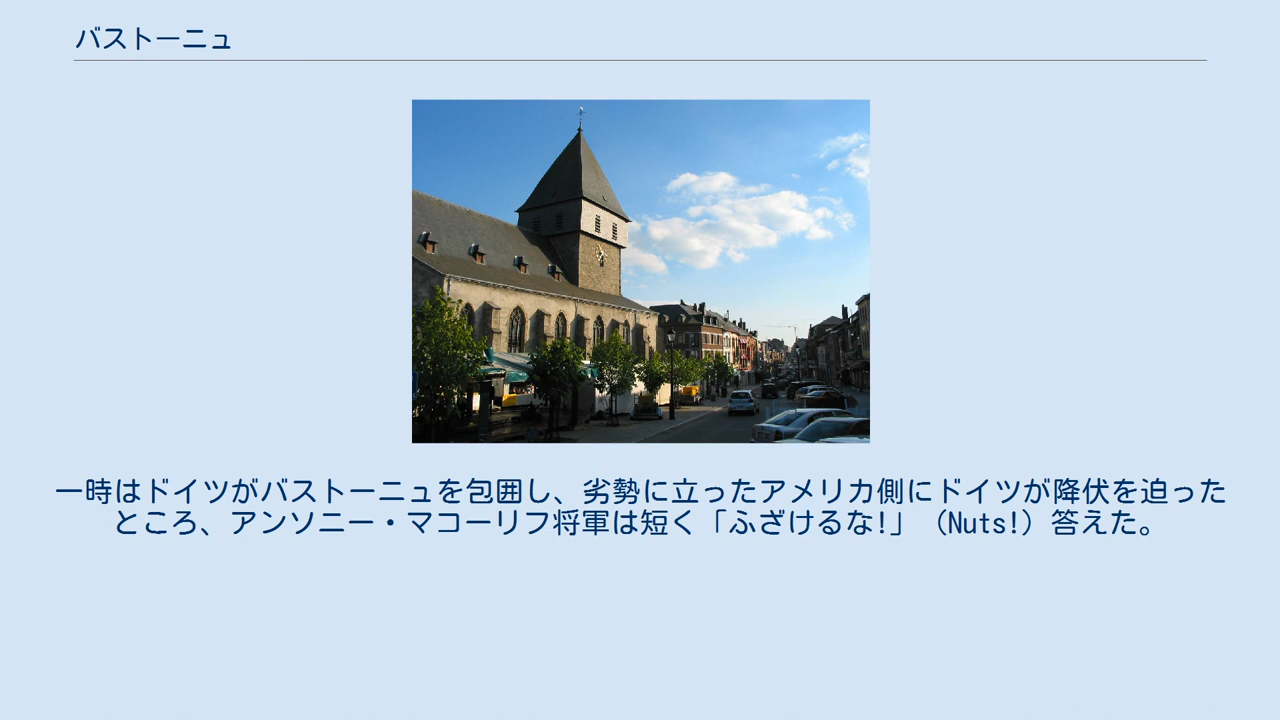 バストーニュ
一時はドイツがバストーニュを包囲し、劣勢に立ったアメリカ側にドイツが降伏を迫った
ところ、アンソニー・マコーリフ将軍は短く「ふざけるな!」（Nuts!）答えた。